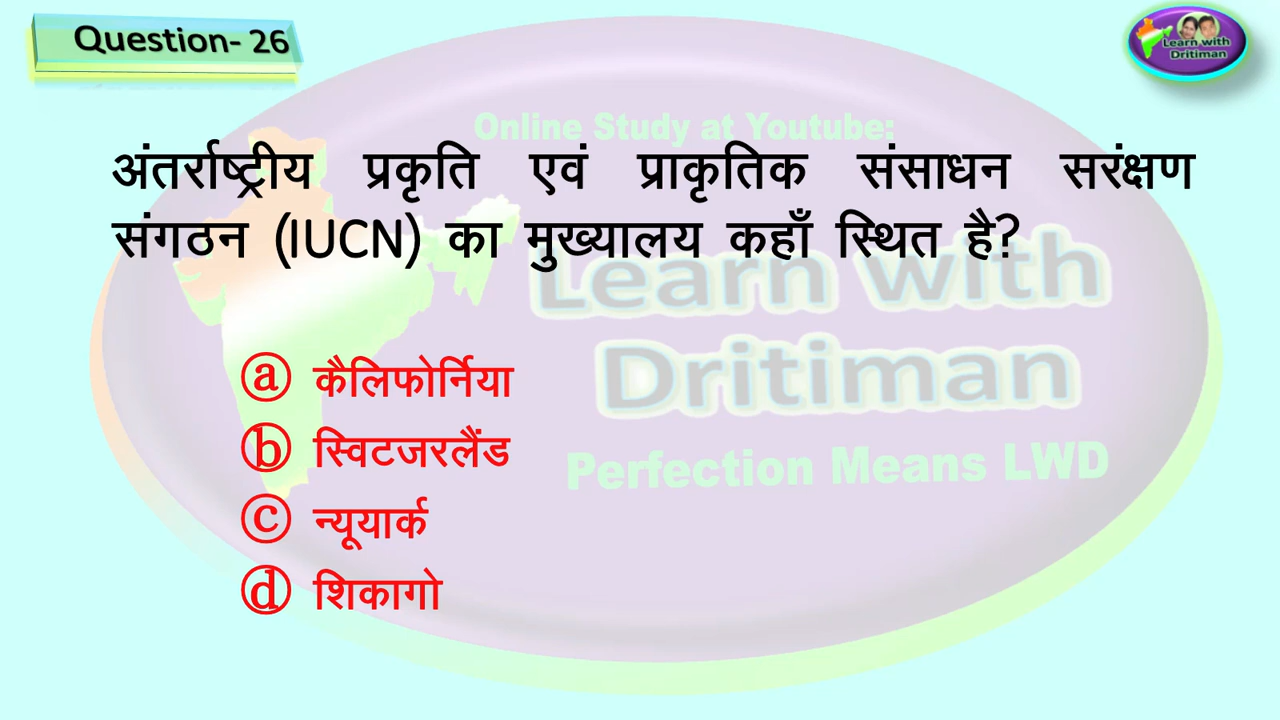 Question- 26
Learn with
Dritiman
Online Study at Youtube:
अंतर्राष्ट्रीय प्रकृति एवं प्राकृतिक संसाधन सरंक्षण
संगठन (IUCN) का मुख्यालय कहाँ स्थित है?
Learn with
Dritiman
Perfection Means LWD
ⓐ कैलिफोर्निया
ⓑ स्विटजरलैंड
ⓒ न्यूयार्क
ⓓ शिकागो